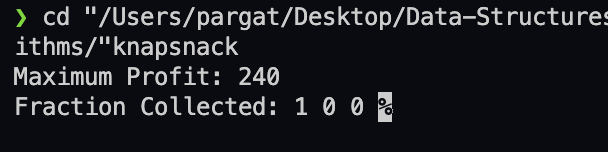 ❯ cd "/Users/pargat/Desktop/Data-Structures
ithms/"knapsnack
Maximum Profit: 240
Fraction Collected: 1 0 0 %